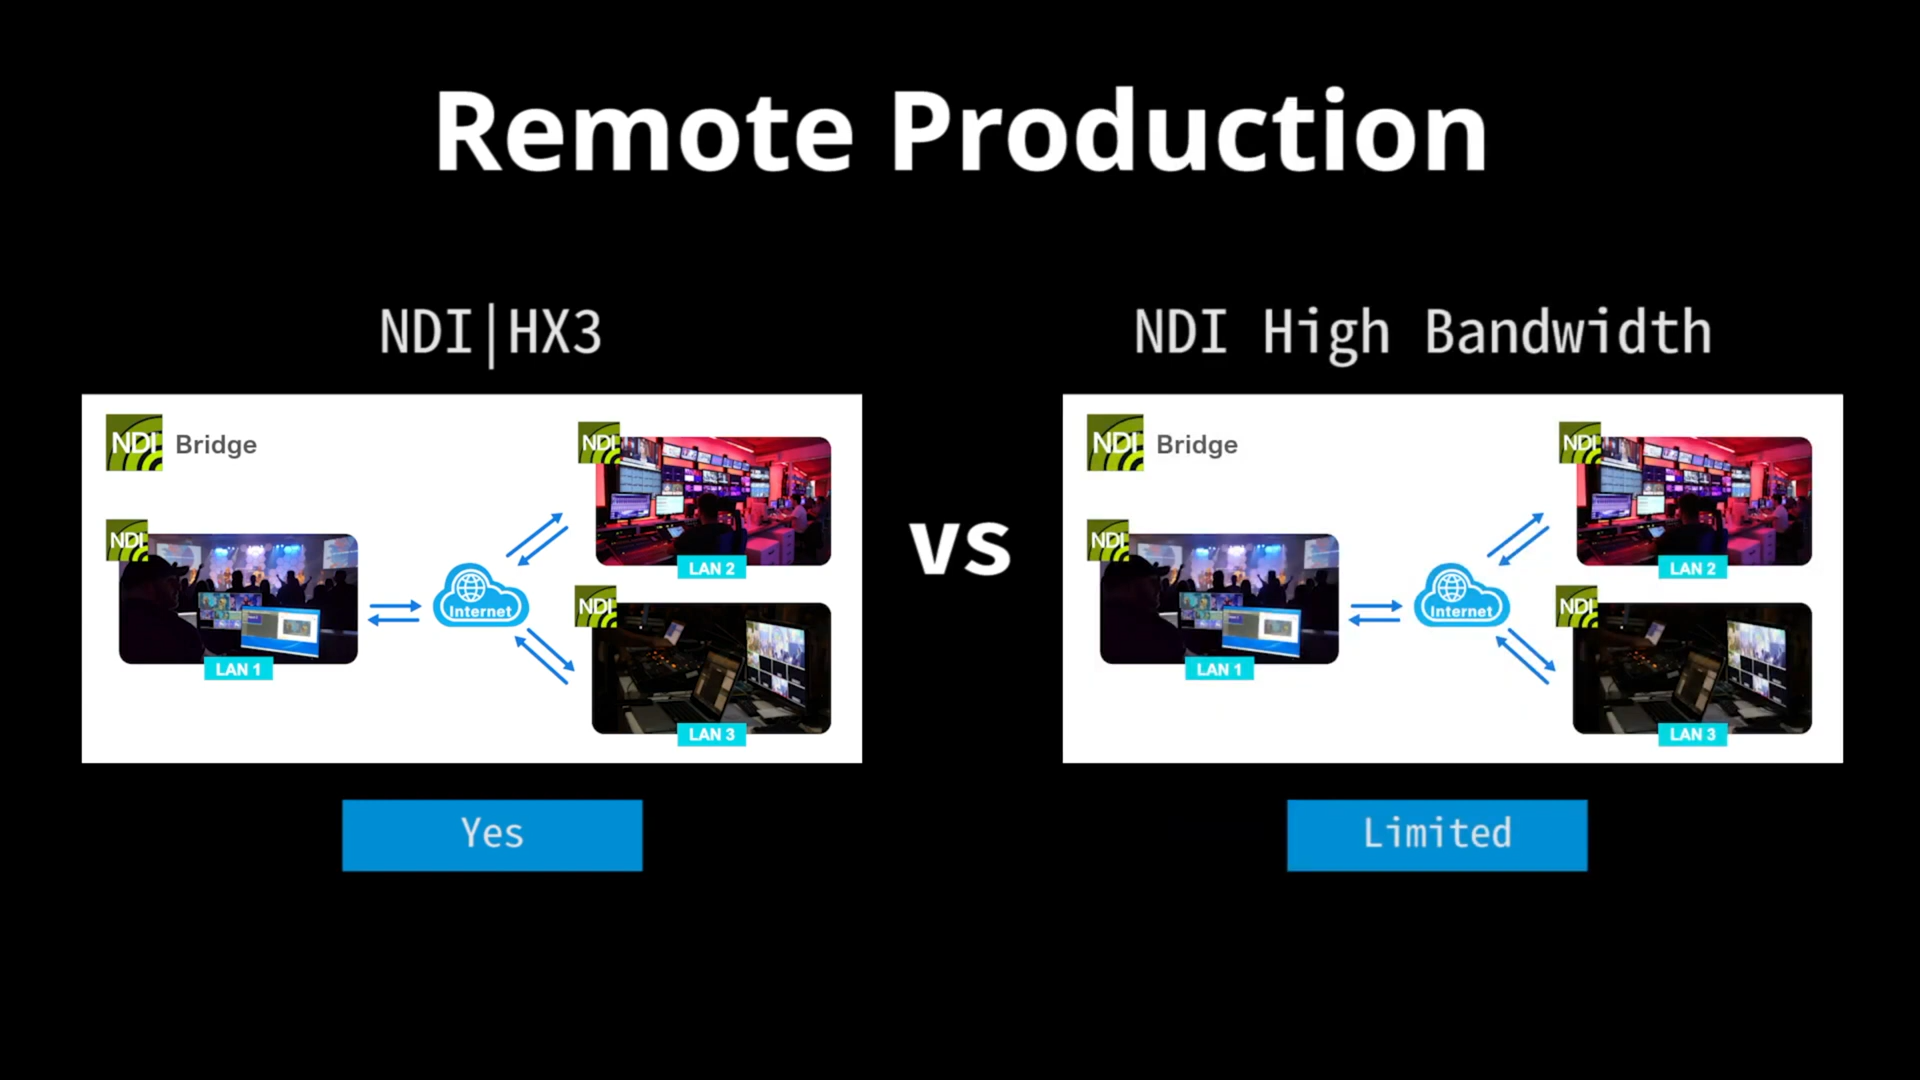 Remote Production
NDI|HX3
NDI High Bandwidth
NDI Bridge
NDI
NDI
LAN 2
Internet
NDI
LAN 1
LAN 3
vs
NDI Bridge
NDI
NDI
LAN 2
Internet
NDI
LAN 1
LAN 3
Yes
Limited